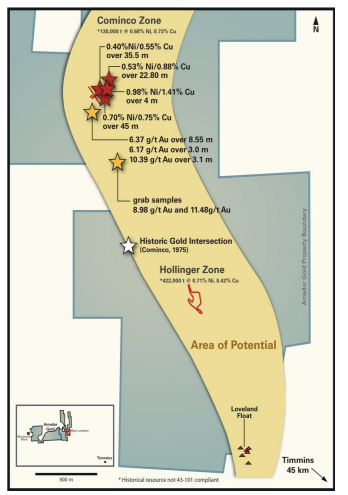 Cominco Zone
*130,000 t @ 0.68% Ni, 0.73% Cu
N
0.40%Ni/0.55% Cu
over 35.5 m
0.53% Ni/0.88% Cu
over 22.80 m
0.98% Ni/1.41% Cu
over 4 m
0.70% Ni/0.75% Cu
over 45 m
6.37 g/t Au over 8.55 m
6.17 g/t Au over 3.0 m
10.39 g/t Au over 3.1 m
grab samples
8.98 g/t Au and 11.48g/t Au
Amador Gold Property Boundary
Historic Gold Intersection
(Cominco, 1975)
Hollinger Zone
*422,000 t @ 0.71% Ni, 0.42% Cu
Area of Potential
Loveland
Float
Amador
Gold
Timmins
Timmins
45 km
500 m
* Historical resource not 43-101 compliant